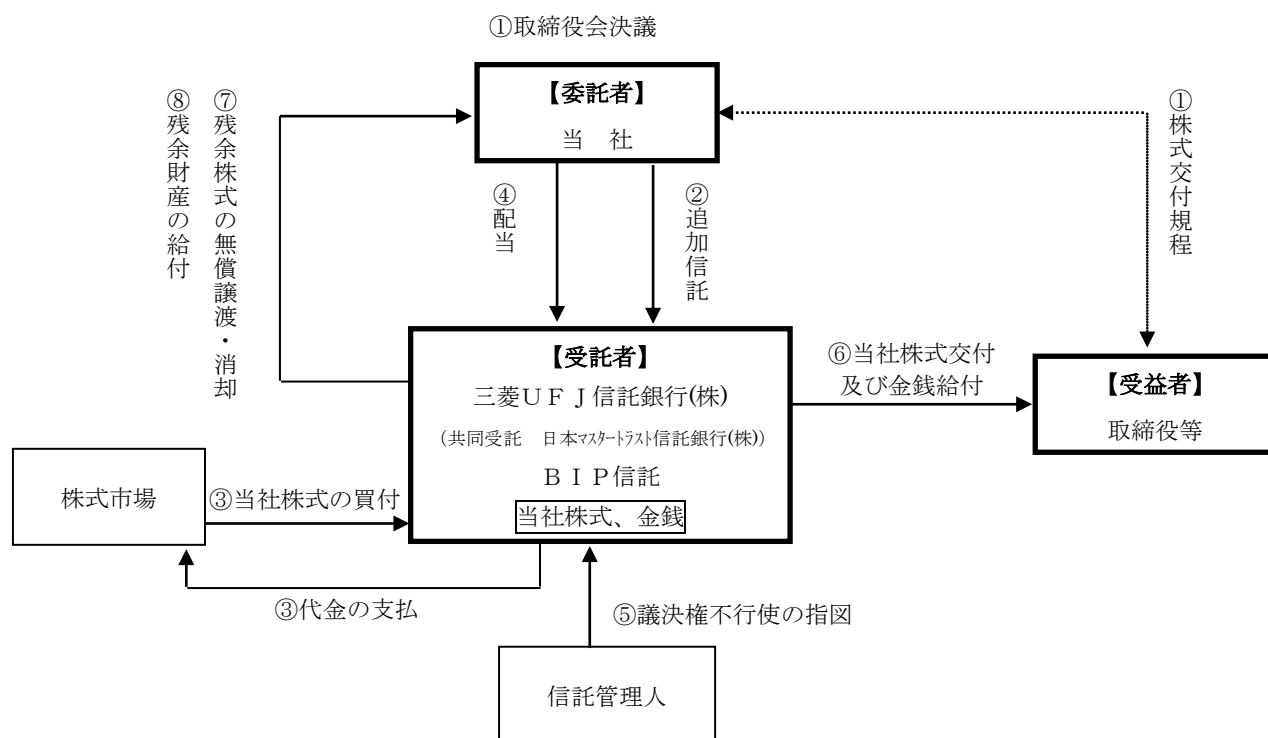 ①取締役会決議
【委託者】
当　社
⑧残余財産の給付
⑦残余株式の無償譲渡・消却
④配当
②追加信託
①株式交付規程
【受託者】
三菱ＵＦＪ信託銀行(株)
(共同受託　日本ﾏｽﾀｰﾄﾗｽﾄ信託銀行(株))
ＢＩＰ信託
当社株式、金銭
⑥当社株式交付
及び金銭給付
【受益者】
取締役等
株式市場
③当社株式の買付
③代金の支払
⑤議決権不行使の指図
信託管理人